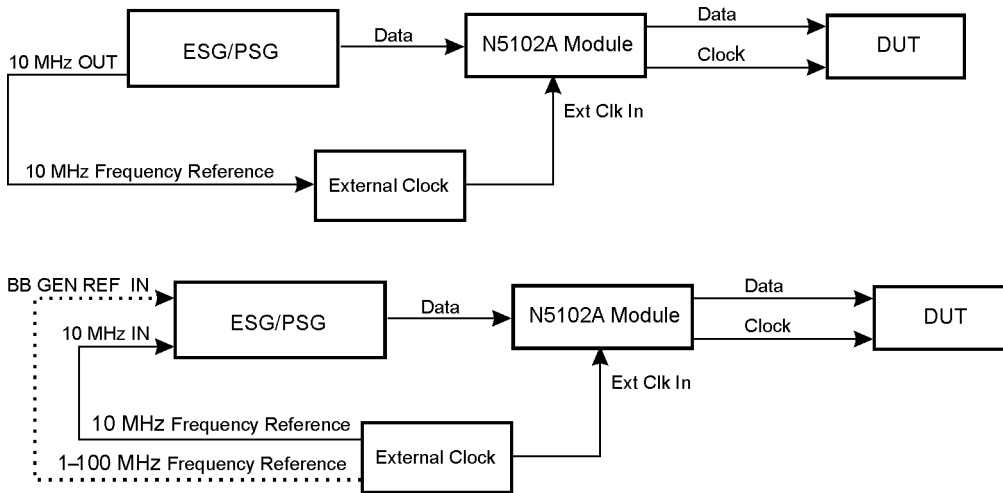 ESG/PSG
Data
N5102A Module
Data
Clock
DUT
10 MHz OUT
Ext Clk In
10 MHz Frequency Reference
External Clock
BB GEN REF IN
ESG/PSG
Data
N5102A Module
Data
Clock
DUT
10 MHz IN
Ext Clk In
10 MHz Frequency Reference
External Clock
1–100 MHz Frequency Reference